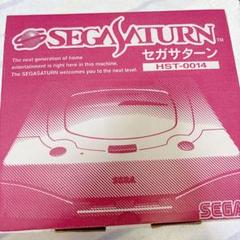 SEGASATURN™
セガサターン
HST-0014
The next generation of home
entertainment is right here in this machine.
The SEGASATURN welcomes you to the next level.
SEGA
SEGA